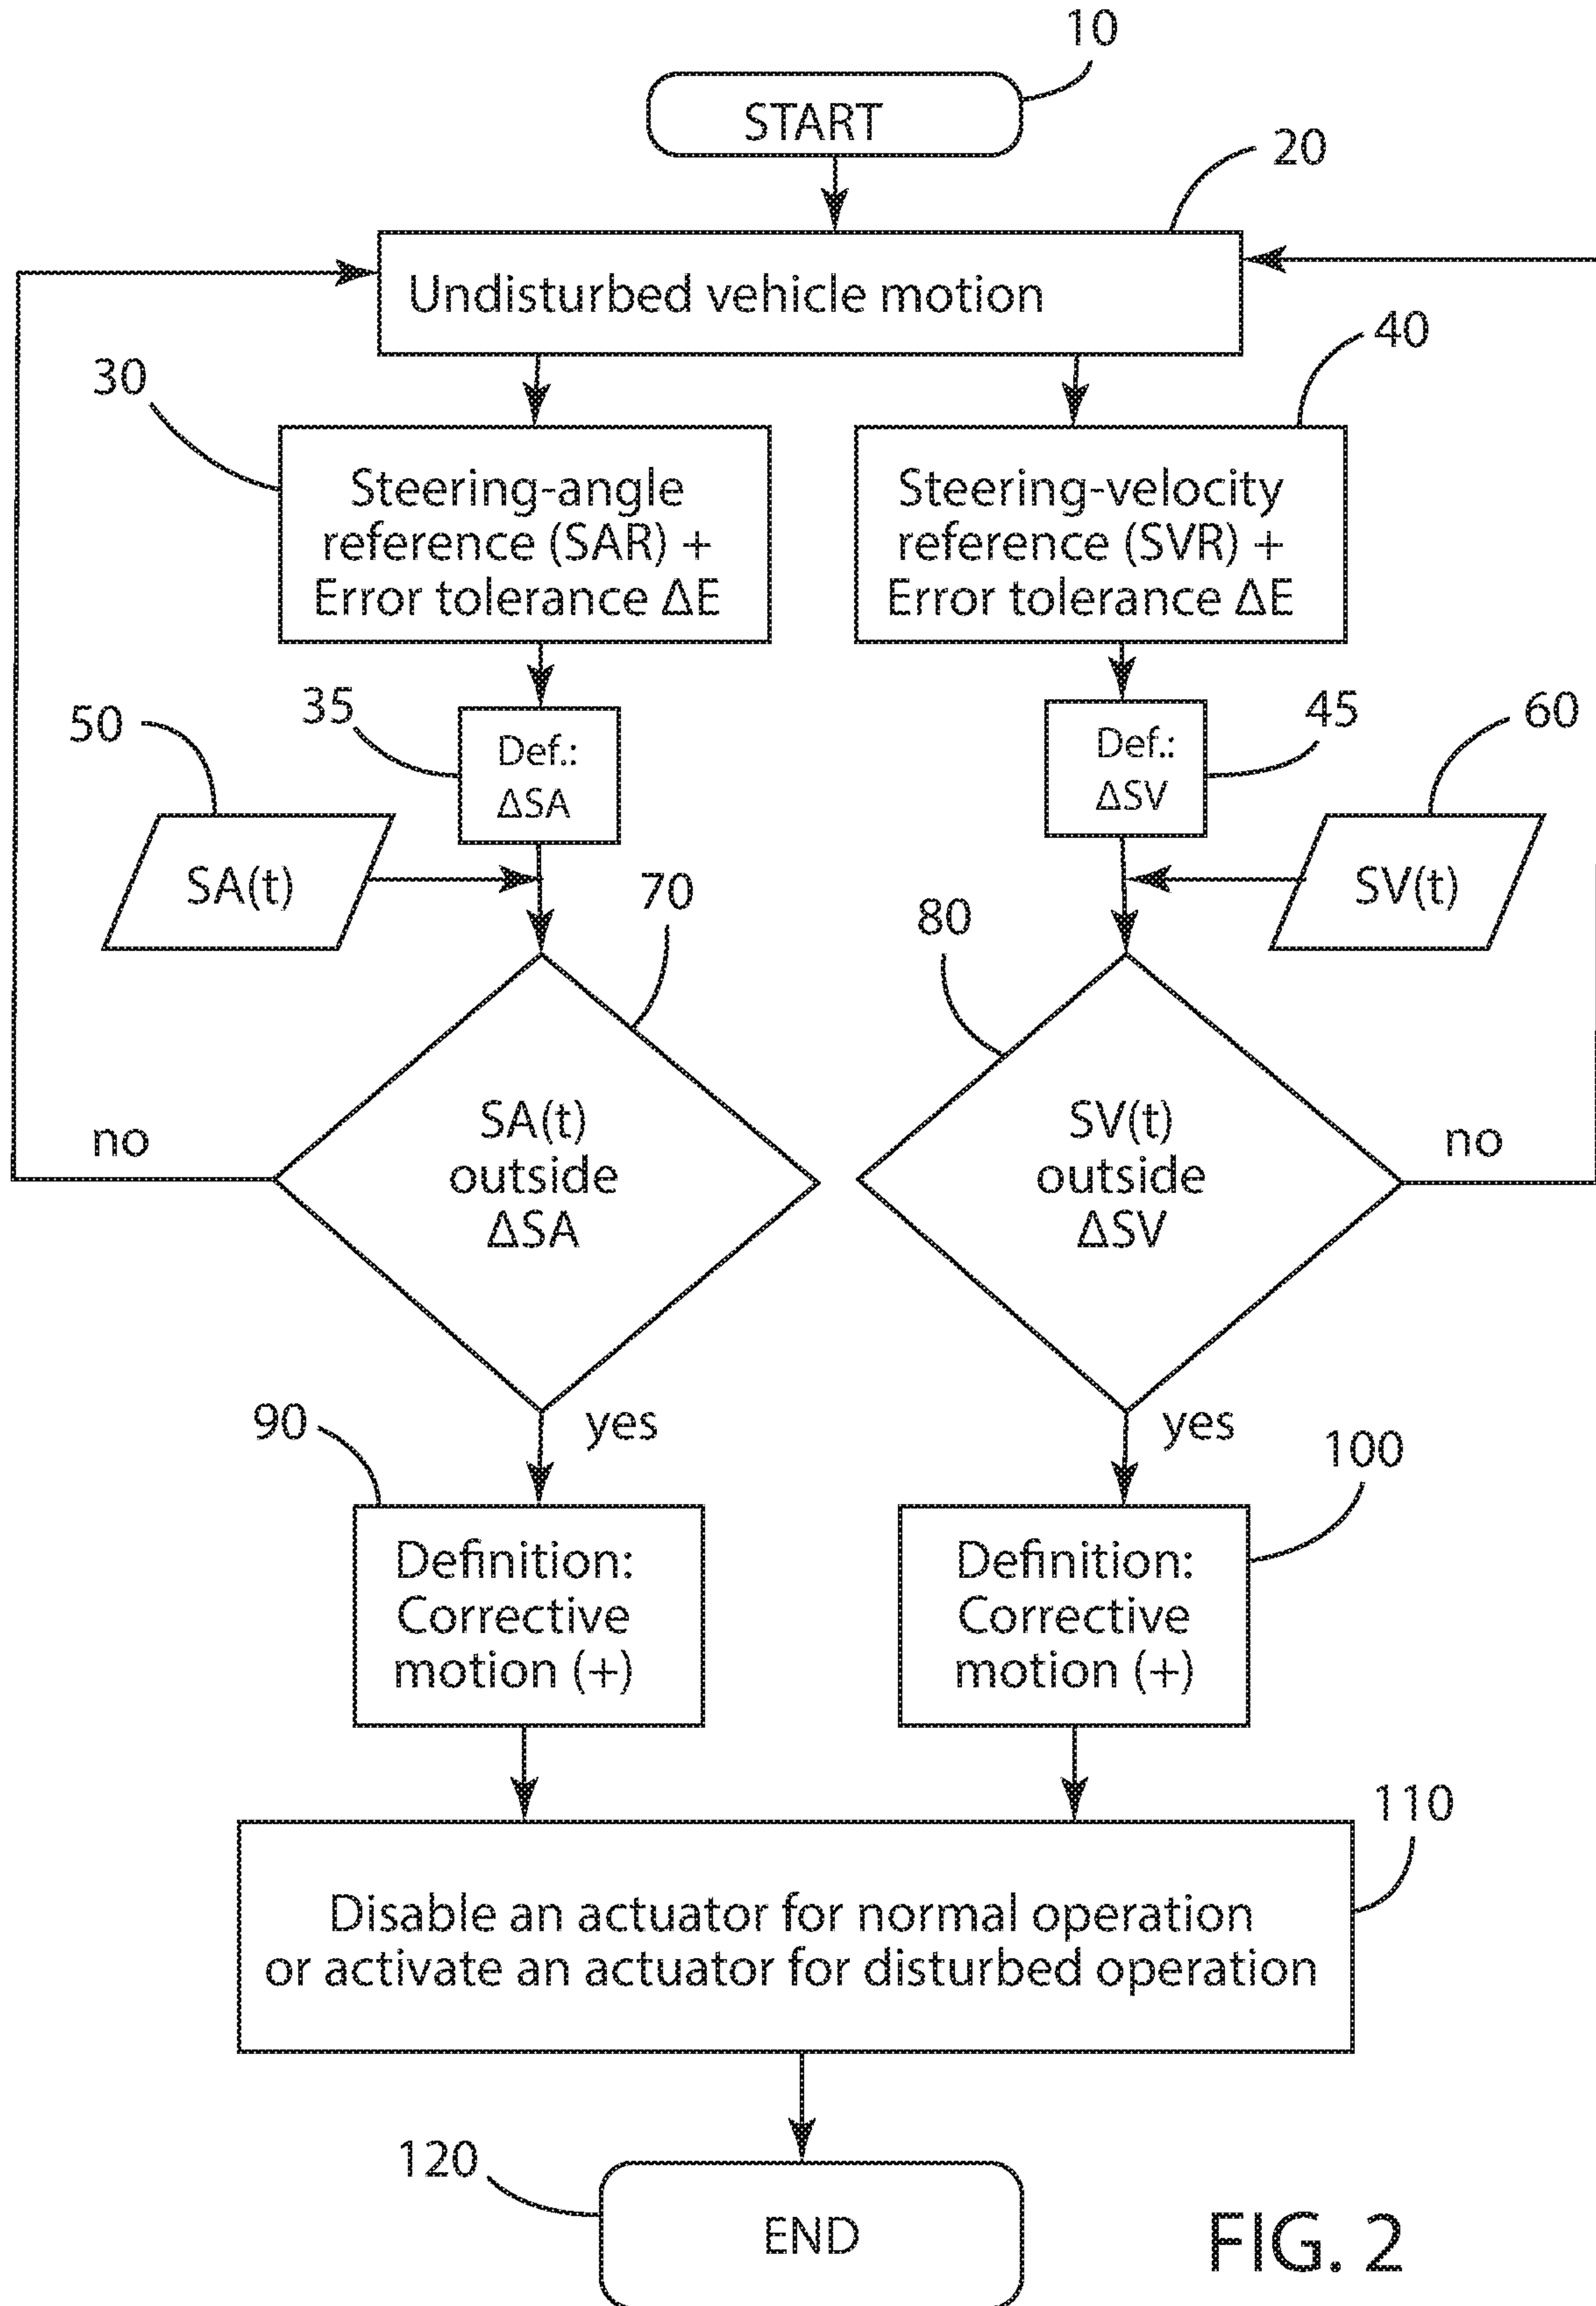 10
START
20
Undisturbed vehicle motion
30
40
Steering-angle
reference (SAR) +
Error tolerance ΔE
Steering-velocity
reference (SVR) +
Error tolerance ΔE
50
35
Def.:
ΔSA
Def.:
ΔSV
45
60
SA(t)
SV(t)
70
80
no
SA(t)
outside
ΔSA
SV(t)
outside
ΔSV
no
90
yes
yes
100
Definition:
Corrective
motion (+)
Definition:
Corrective
motion (+)
110
Disable an actuator for normal operation
or activate an actuator for disturbed operation
120
END
FIG. 2